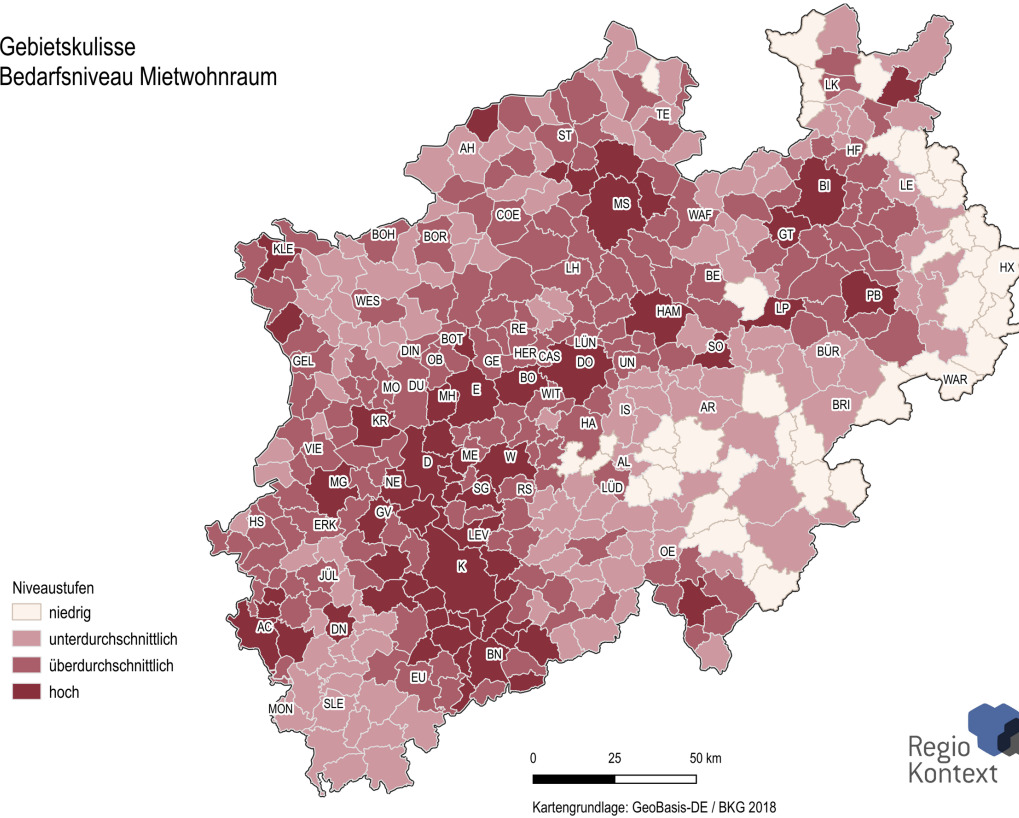 Gebietskulisse
Bedarfsniveau Mietwohnraum
LK
TE
ST
AH
HF
LE
BI
MS
COE
WAF
GT
BOH
BOR
KLE
HX
LH
BE
PB
WES
HAM
LP
RE
BOT
LÜN
SO
BÜR
DIN
OB
GE
HER
CAS
DO
UN
GEL
WAR
MO
DU
MH
E
BO
WIT
IS
AR
BRI
KR
HA
VIE
D
ME
W
AL
MG
NE
SG
RS
LÜD
HS
ERK
GV
LEV
OE
K
JÜL
AC
DN
BN
EU
MON
SLE
Niveaustufen
niedrig
unterdurchschnittlich
überdurchschnittlich
hoch
0 25 50 km
Kartengrundlage: GeoBasis-DE / BKG 2018
Regio
Kontext